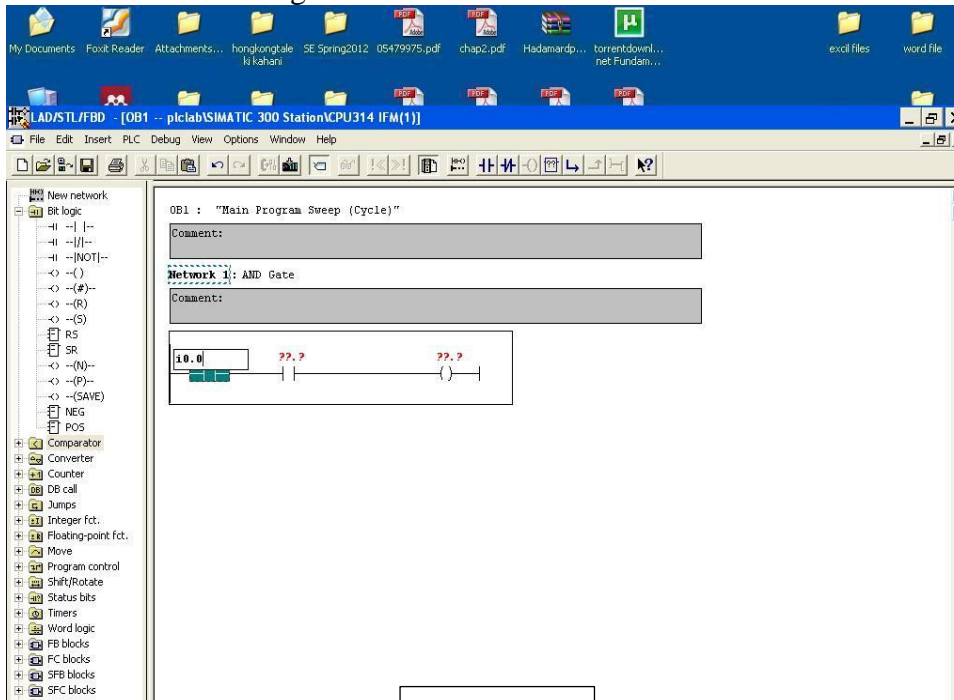 My Documents
Foxit Reader
Attachments...
hongkongtale
ki kahani
SE Spring2012
05479975.pdf
chap2.pdf
Hadamardp...
torrentdownl...
net Fundam...
excil files
word file
LAD/STL/FBD - [OB1 -- plclab\SIMATIC 300 Station\CPU314 IFM(1)]
File Edit Insert PLC Debug View Options Window Help
New network
Bit logic
--| |--
--|/|--
--|NOT|--
--( )
--(#)--
--(R)
--(S)
RS
SR
--(N)--
--(P)--
--(SAVE)
NEG
POS
Comparator
Converter
Counter
DB call
Jumps
Integer fct.
Floating-point fct.
Move
Program control
Shift/Rotate
Status bits
Timers
Word logic
FB blocks
FC blocks
SFB blocks
SFC blocks
OB1 : "Main Program Sweep (Cycle)"
Comment:
Network 1: AND Gate
Comment:
i0.0 ??.? ??.?